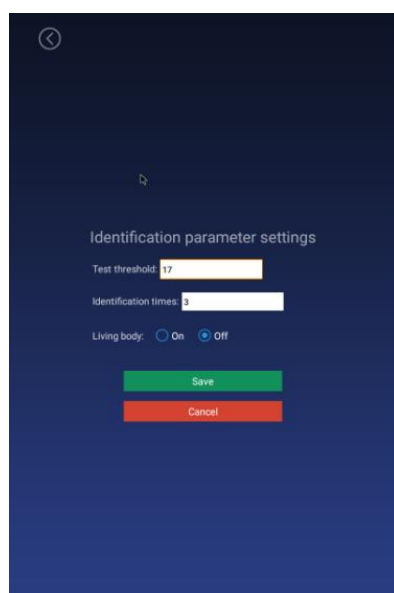 Identification parameter settings
Test threshold: 17
Identification times: 3
Living body: On Off
Save
Cancel